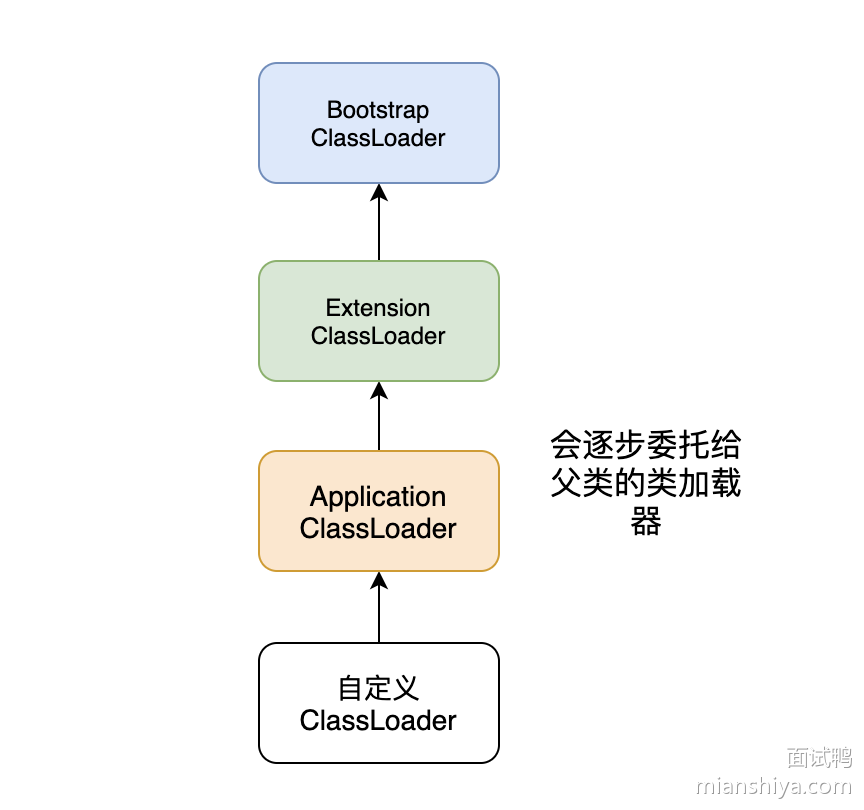 Bootstrap
ClassLoader
Extension
ClassLoader
会逐步委托给
父类的类加载
器
Application
ClassLoader
自定义
ClassLoader
面试鸭
mianshiya.com